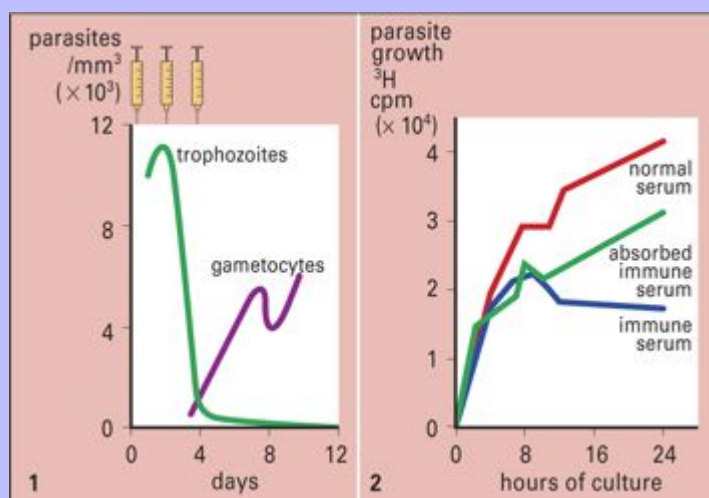 parasites
/mm³
(× 10³)
12
8
4
0
trophozoites
gametocytes
0 4 8 12
days
1
parasite
growth
³H
cpm
(× 10⁴)
4
3
2
1
0
normal
serum
absorbed
immune
serum
immune
serum
0 8 16 24
hours of culture
2